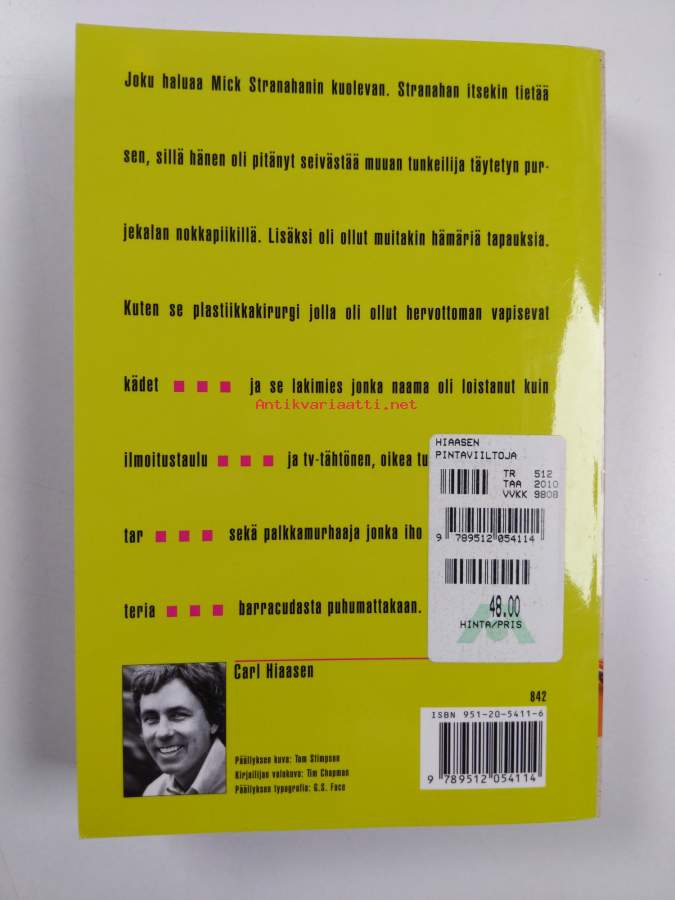 Joku haluaa Mick Stranahanin kuolevan. Stranahan itsekin tietää
sen, sillä hänen oli pitänyt seivästää muuan tunkeilija täytetyn pur-
jekalan nokkapiikillä. Lisäksi oli ollut muitakin hämäriä tapauksia.
Kuten se plastiikkakirurgi jolla oli ollut hervottoman vapisevat
kädet ■ ■ ■ ja se lakimies jonka naama oli loistanut kuin
Antikvariaatti.net
ilmoitustaulu ■ ■ ■ ja tv-tähtönen, oikea
tar ■ ■ ■ sekä palkkamurhaaja jonka iho
teria ■ ■ ■ barracudasta puhumattakaan.
HIAASEN
PINTAVIILTOJA
TR 512
TAA 2010
VVKK 9808
9 789512 054114
48.00
HINTA/PRIS
Carl Hiaasen
842
ISBN 951-20-5411-6
9 789512 054114
Päällyksen kuva: Tom Stimpson
Kirjailijan valokuva: Tim Chapman
Päällyksen typografia: G.S. Face